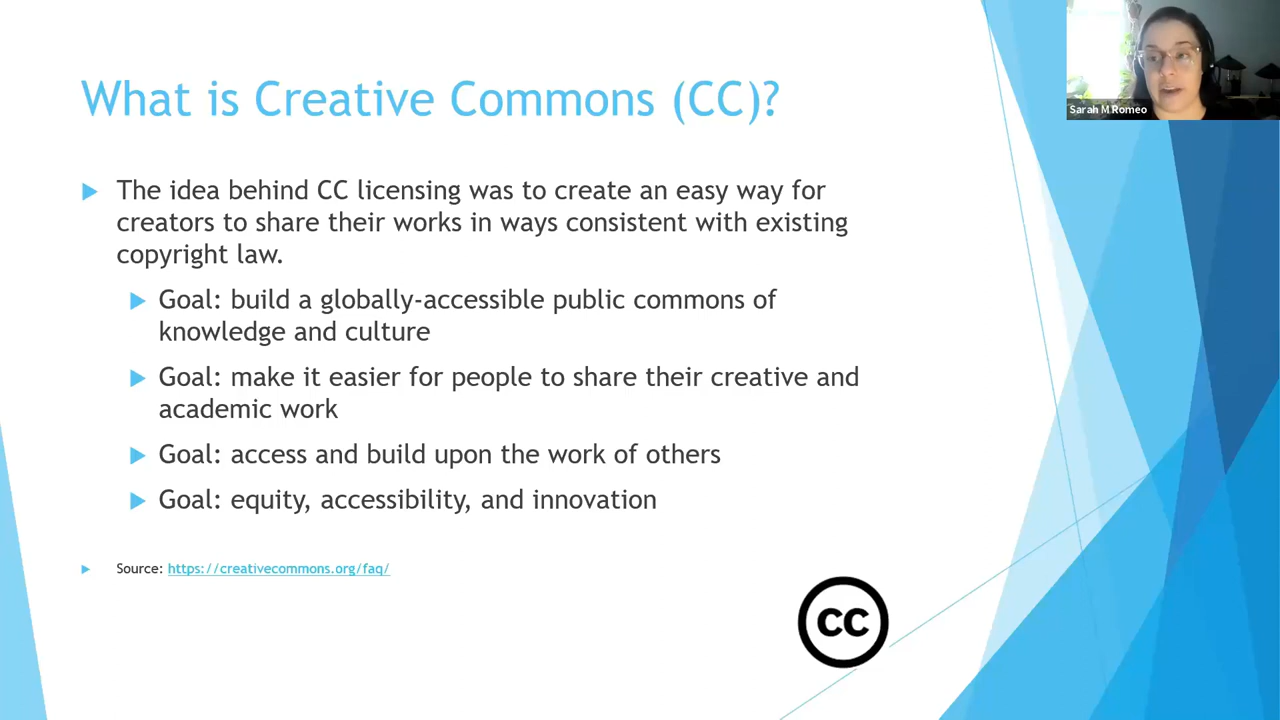 What is Creative Commons (CC)?
Sarah M Romeo
The idea behind CC licensing was to create an easy way for
creators to share their works in ways consistent with existing
copyright law.
Goal: build a globally-accessible public commons of
knowledge and culture
Goal: make it easier for people to share their creative and
academic work
Goal: access and build upon the work of others
Goal: equity, accessibility, and innovation
Source: https://creativecommons.org/faq/
CC